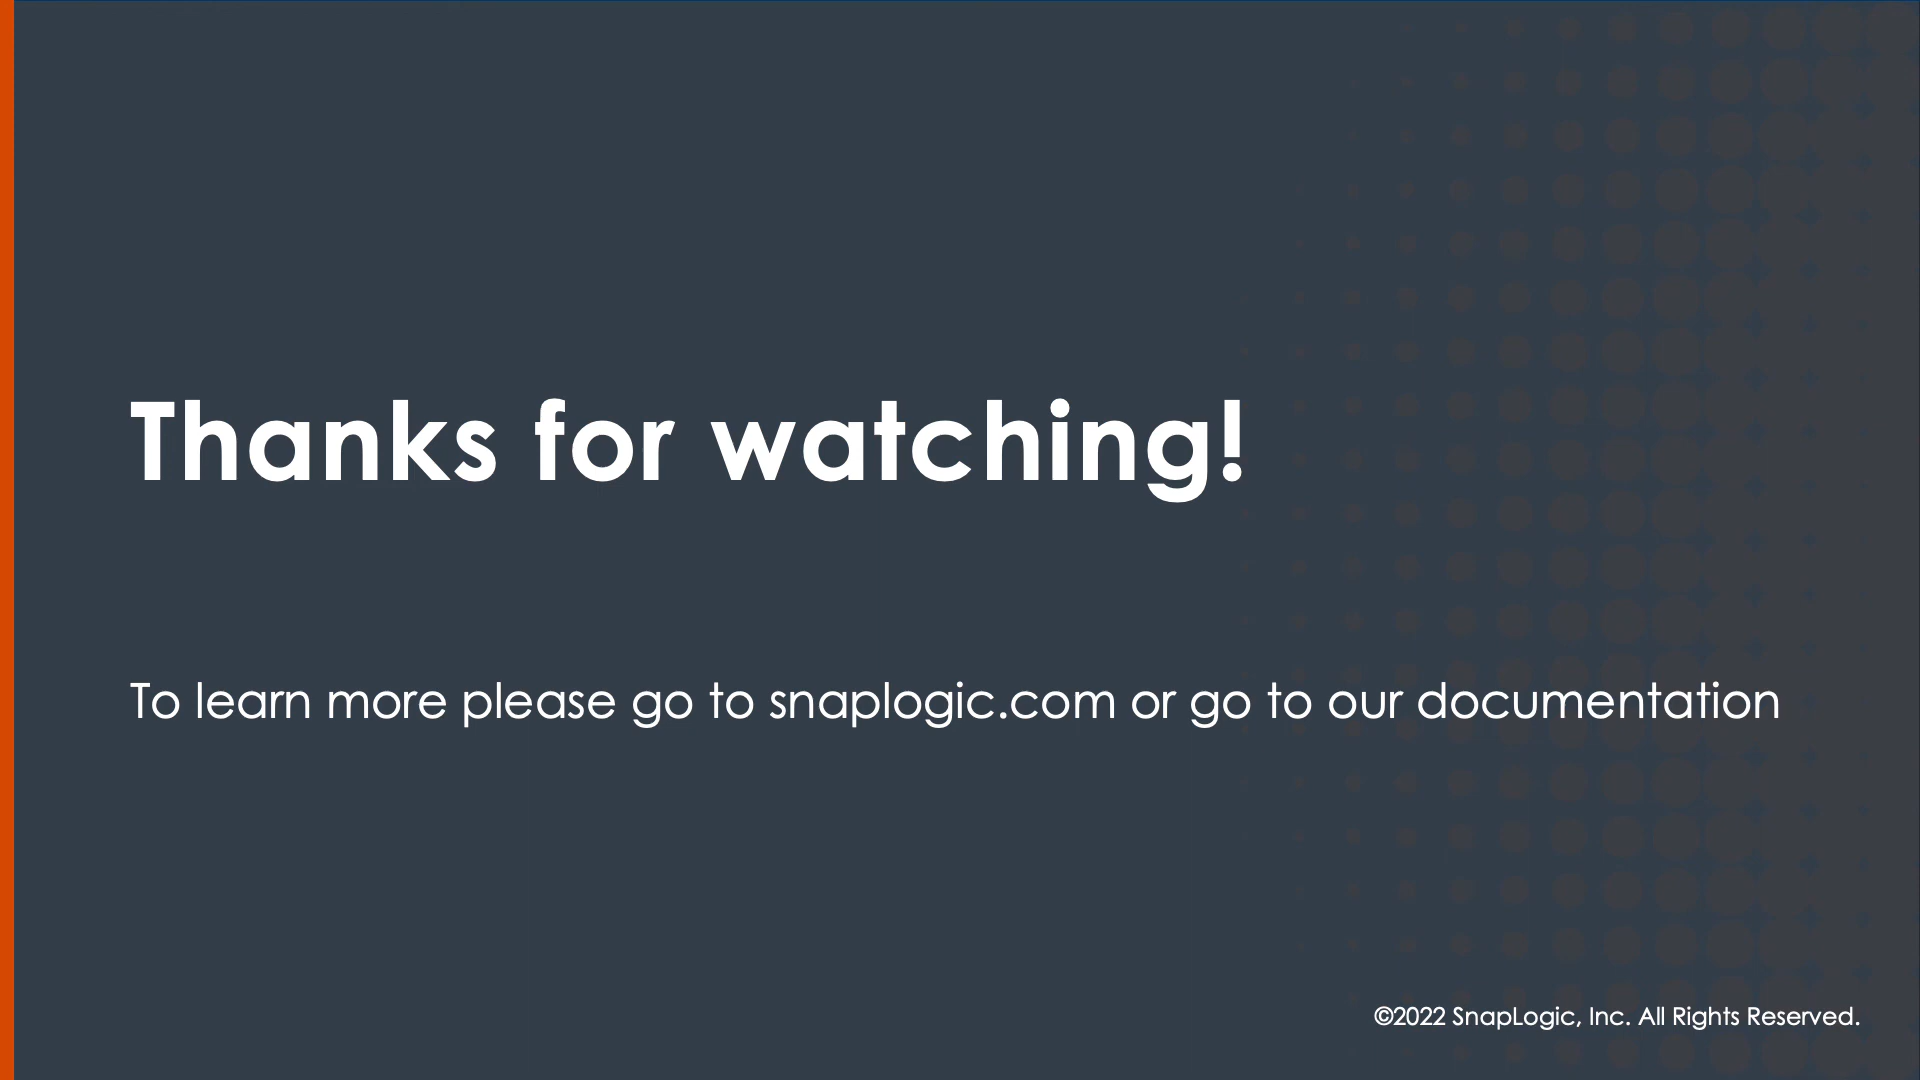 Thanks for watching!
To learn more please go to snaplogic.com or go to our documentation
©2022 SnapLogic, Inc. All Rights Reserved.